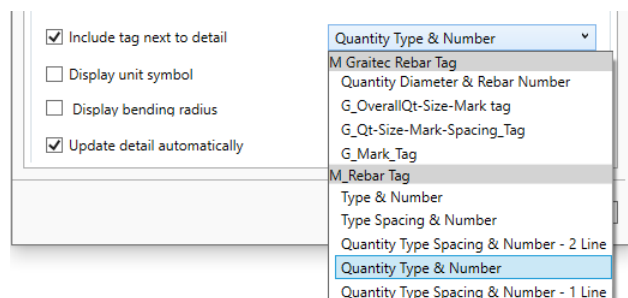 Include tag next to detail
Quantity Type & Number
Display unit symbol
Display bending radius
Update detail automatically
M Graitec Rebar Tag
Quantity Diameter & Rebar Number
G_OverallQt-Size-Mark tag
G_Qt-Size-Mark-Spacing_Tag
G_Mark_Tag
M_Rebar Tag
Type & Number
Type Spacing & Number
Quantity Type Spacing & Number - 2 Line
Quantity Type & Number
Quantity Type Spacing & Number - 1 Line